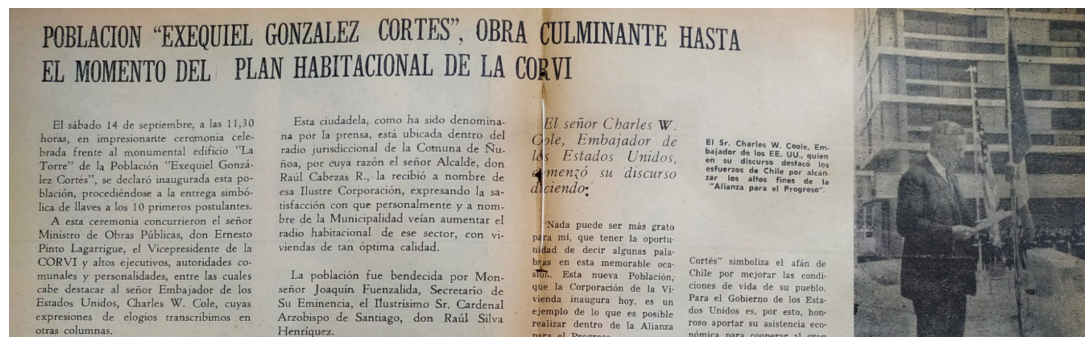 POBLACION "EXEQUIEL GONZALEZ CORTES", OBRA CULMINANTE HASTA
EL MOMENTO DEL PLAN HABITACIONAL DE LA CORVI
El sábado 14 de septiembre, a las 11,30
horas, en impresionante ceremonia cele-
brada frente al monumental edificio "La
Torre" de la Población "Exequiel Gonzá-
lez Cortés", se declaró inaugurada esta po-
blación, procediéndose a la entrega simbó-
lica de llaves a los 10 primeros postulantes.
A esta ceremonia concurrieron el señor
Ministro de Obras Públicas, don Ernesto
Pinto Lagarrigue, el Vicepresidente de la
CORVI y altos ejecutivos, autoridades co-
munales y personalidades, entre las cuales
cabe destacar al señor Embajador de los
Estados Unidos, Charles W. Cole, cuyas
expresiones de elogios transcribimos en
otras columnas.
Esta ciudadela, como ha sido denomina-
na por la prensa, está ubicada dentro del
radio jurisdiccional de la Comuna de Ñu-
ñoa, por cuya razón el señor Alcalde, don
Raúl Cabezas R., la recibió a nombre de
esa Ilustre Corporación, expresando la sa-
tisfacción con que personalmente y a nom-
bre de la Municipalidad veían aumentar el
radio habitacional de ese sector, con vi-
viendas de tan óptima calidad.
La población fue bendecida por Mon-
señor Joaquín Fuenzalida, Secretario de
Su Eminencia, el Ilustrísimo Sr. Cardenal
Arzobispo de Santiago, don Raúl Silva
Henríquez.
El señor Charles W.
Cole, Embajador de
los Estados Unidos,
comenzó su discurso
diciendo:
"Nada puede ser más grato
para mí, que tener la oportu-
nidad de decir algunas pala-
bras en esta memorable oca-
sión. Esta nueva Población,
que la Corporación de la Vi-
vienda inaugura hoy, es un
ejemplo de lo que es posible
realizar dentro de la Alianza
para el Progreso.
El Sr. Charles W. Coole, Em-
bajador de los EE. UU., quien
en su discurso destacó los
esfuerzos de Chile por alcan-
zar los altos fines de la
"Alianza para el Progreso".
Cortés" simboliza el afán de
Chile por mejorar las condi-
ciones de vida de su pueblo.
Para el Gobierno de los Esta-
dos Unidos es, por esto, hon-
roso aportar su asistencia eco-
nómica para cooperar al gran